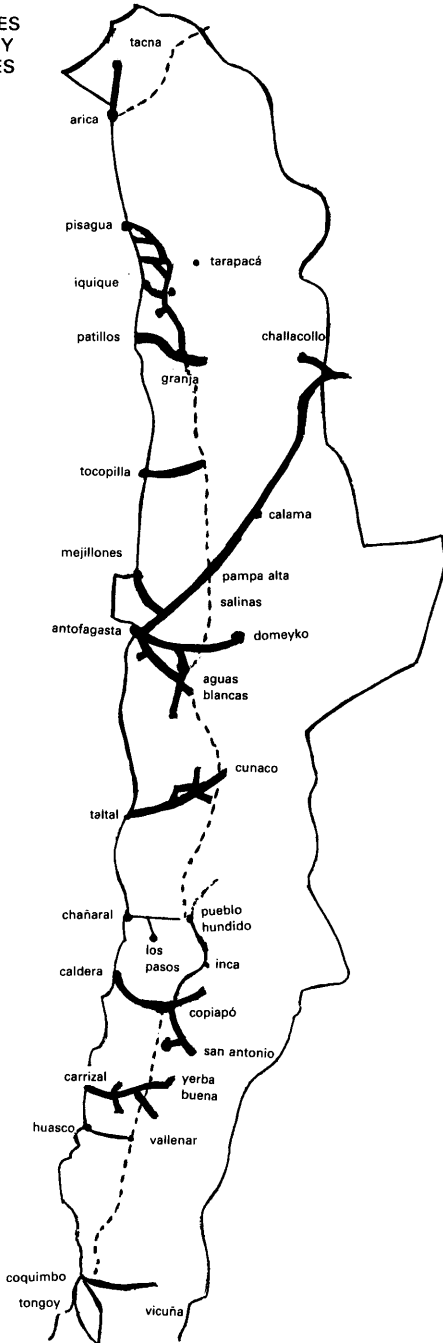 ES
Y
ES
tacna
arica
pisagua
tarapacá
iquique
patillos
challacollo
granja
tocopilla
calama
mejillones
pampa alta
salinas
antofagasta
domeyko
aguas
blancas
cunaco
taltal
chañaral
pueblo
hundido
los
pasos
inca
caldera
copiapó
san antonio
carrizal
yerba
buena
huasco
vallenar
coquimbo
tongoy
vicuña